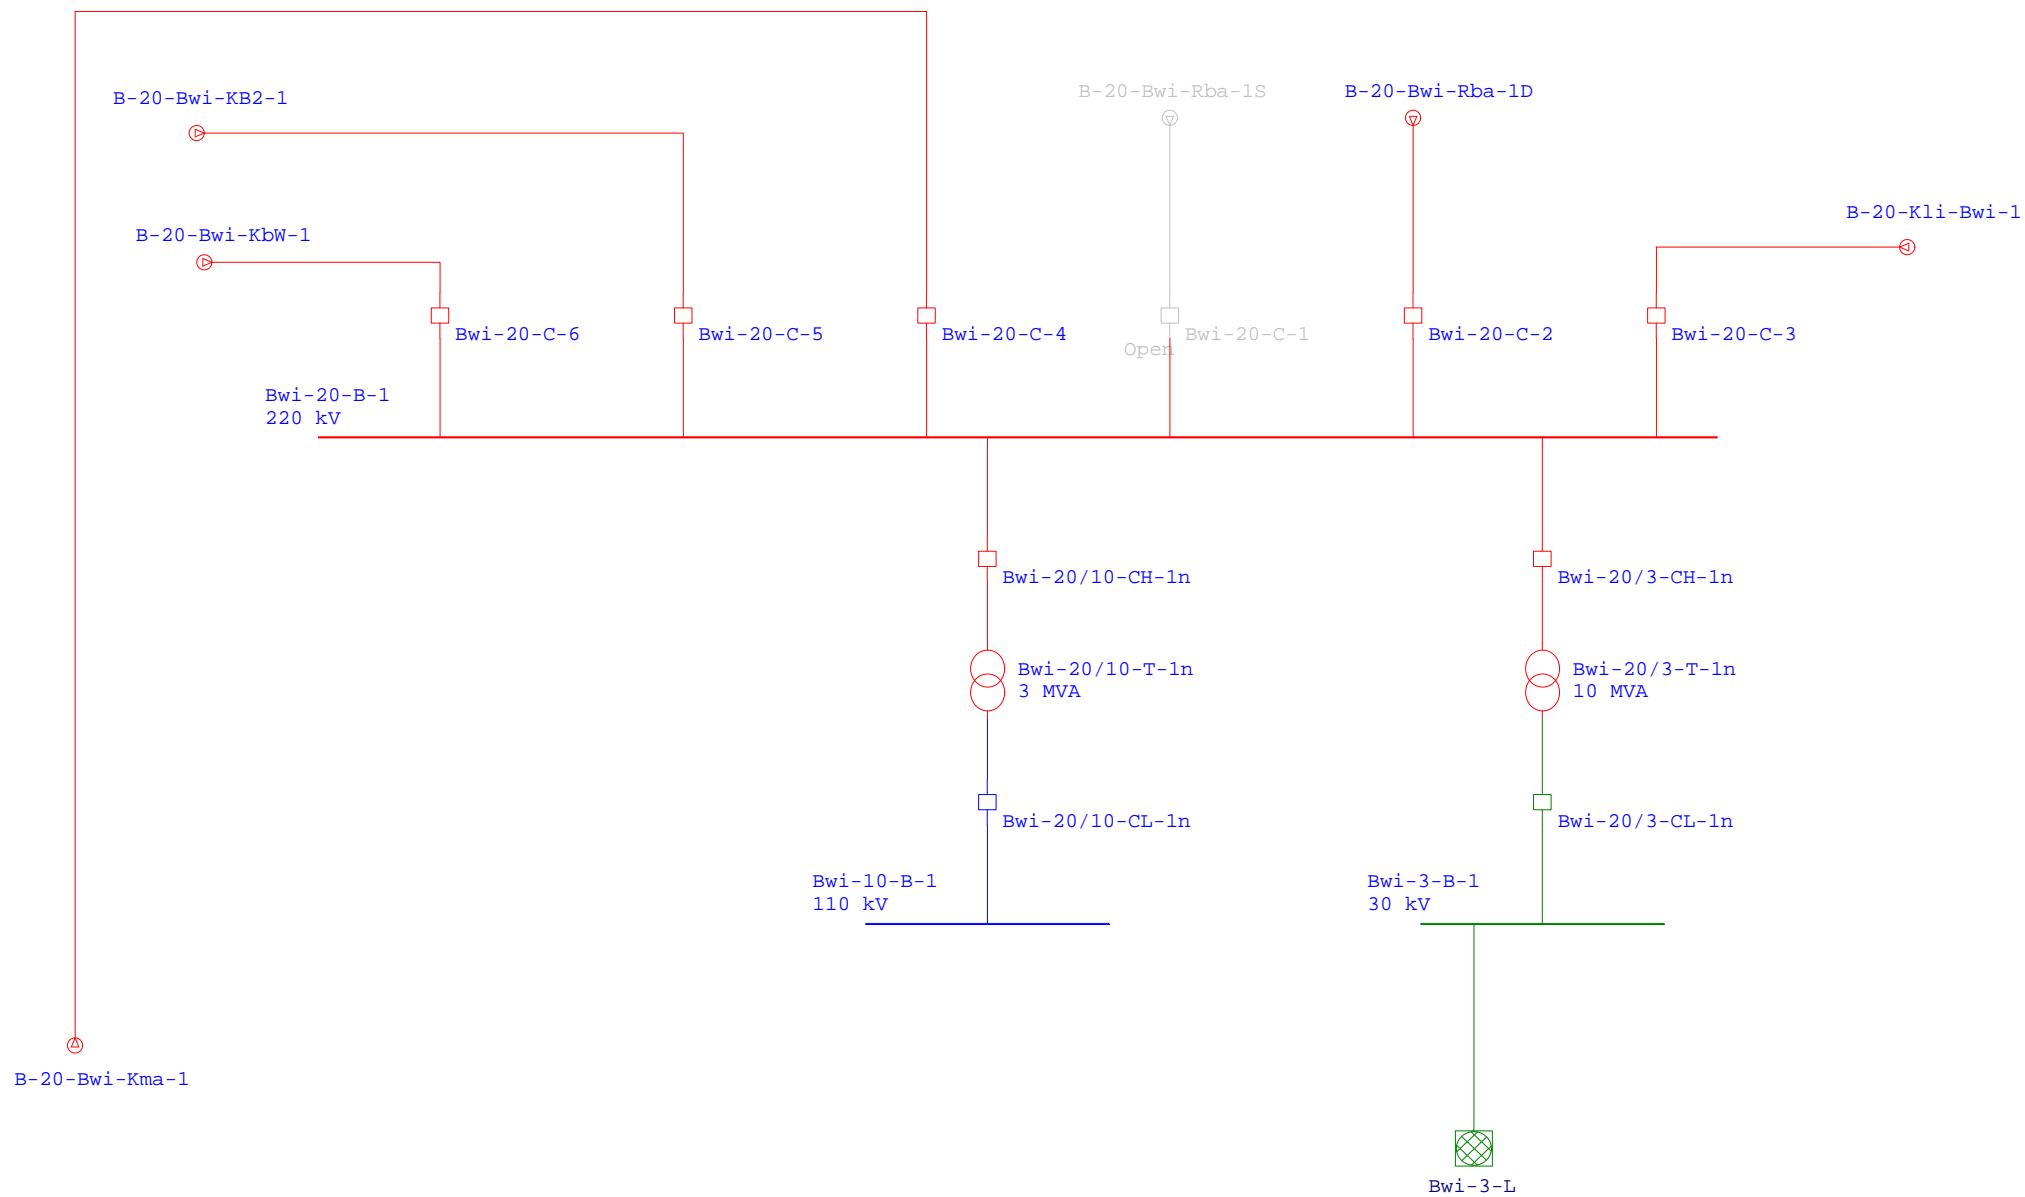 B-20-Bwi-KB2-1
B-20-Bwi-Rba-1S
B-20-Bwi-Rba-1D
B-20-Kli-Bwi-1
B-20-Bwi-KbW-1
Bwi-20-C-6
Bwi-20-C-5
Bwi-20-C-4
Bwi-20-C-1
Open
Bwi-20-C-2
Bwi-20-C-3
Bwi-20-B-1
220 kV
Bwi-20/10-CH-1n
Bwi-20/3-CH-1n
Bwi-20/10-T-1n
3 MVA
Bwi-20/3-T-1n
10 MVA
Bwi-20/10-CL-1n
Bwi-20/3-CL-1n
Bwi-10-B-1
110 kV
Bwi-3-B-1
30 kV
B-20-Bwi-Kma-1
Bwi-3-L